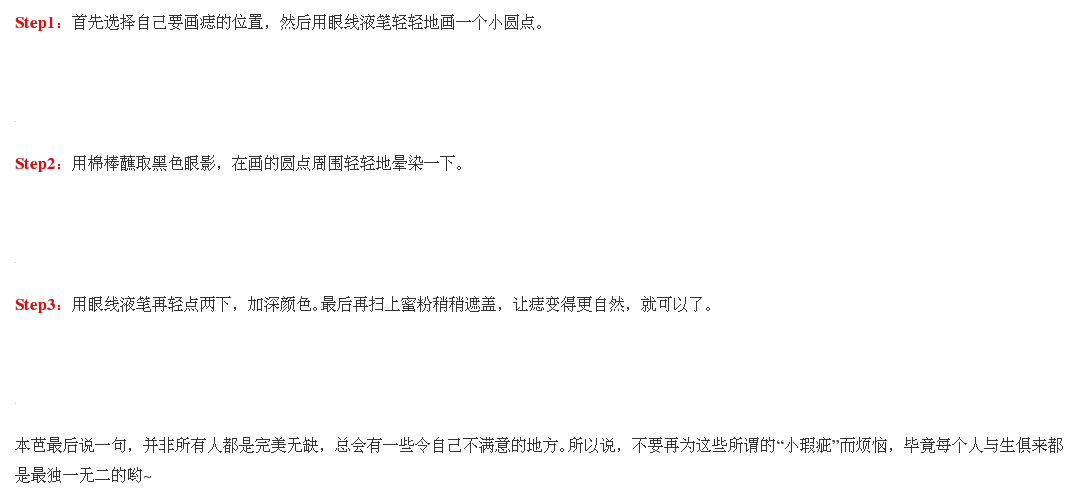 Step1：首先选择自己要画痣的位置，然后用眼线液笔轻轻地画一个小圆点。
Step2：用棉棒蘸取黑色眼影，在画的圆点周围轻轻地晕染一下。
Step3：用眼线液笔再轻点两下，加深颜色。最后再扫上蜜粉稍稍遮盖，让痣变得更自然，就可以了。
本芭最后说一句，并非所有人都是完美无缺，总会有一些令自己不满意的地方。所以说，不要再为这些所谓的“小瑕疵”而烦恼，毕竟每个人与生俱来都
是最独一无二的哟~